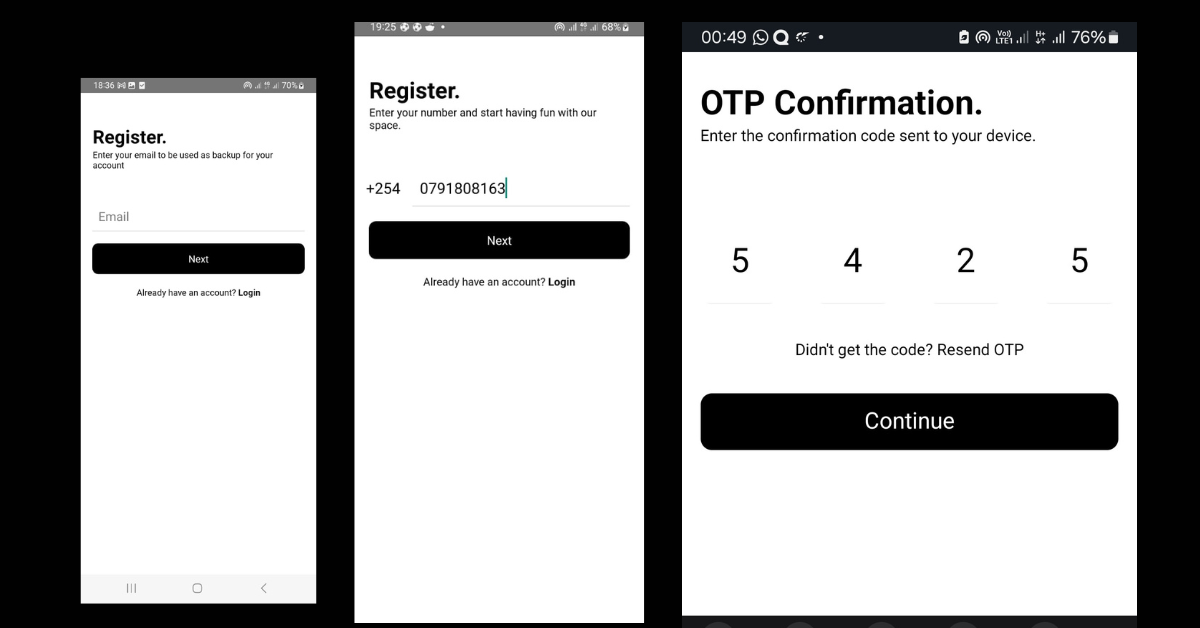 18:36
70%
Register.
Enter your email to be used as backup for your
account
Email
Next
Already have an account? Login
19:25
4G
68%
Register.
Enter your number and start having fun with our
space.
+254 0791808163
Next
Already have an account? Login
00:49
Vo)
LTE1
H+
76%
OTP Confirmation.
Enter the confirmation code sent to your device.
5 4 2 5
Didn't get the code? Resend OTP
Continue